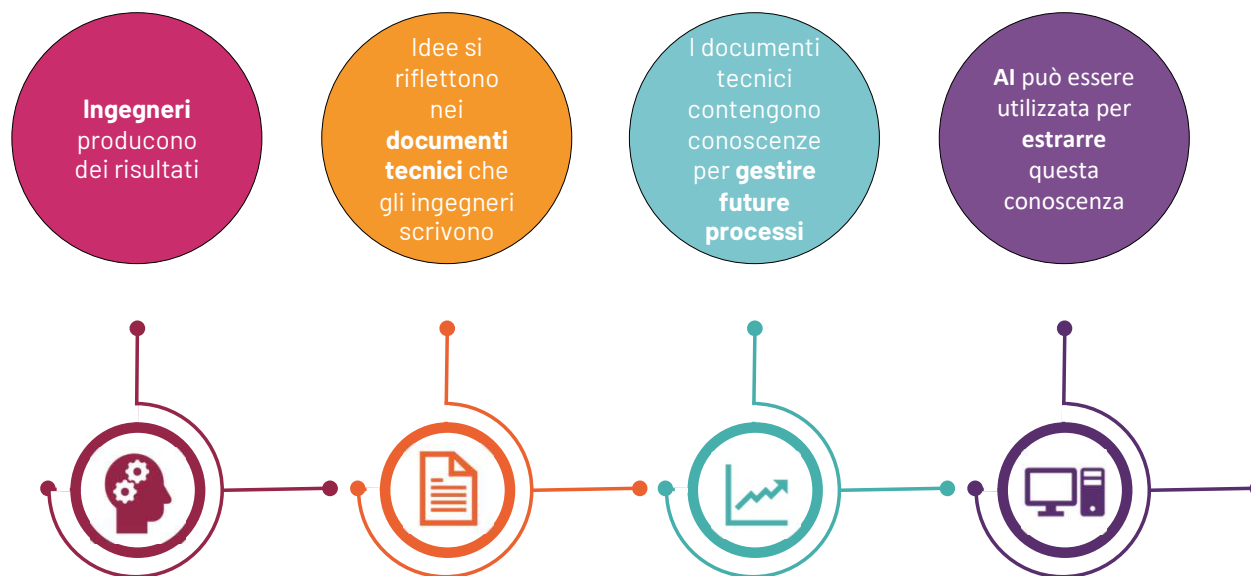 Ingegneri
producono
dei risultati
Idee si
riflettono
nei
documenti
tecnici che
gli ingegneri
scrivono
I documenti
tecnici
contengono
conoscenze
per gestire
future
processi
AI può essere
utilizzata per
estrarre
questa
conoscenza